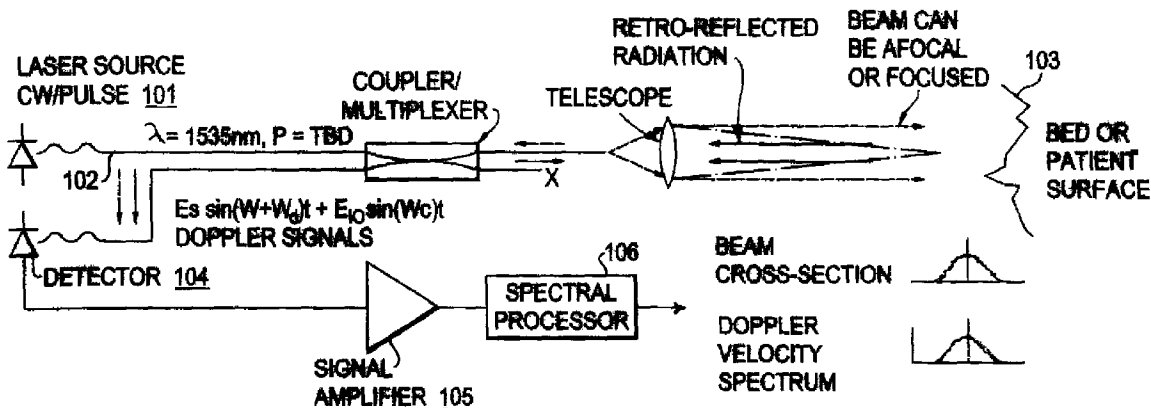 LASER SOURCE
CW/PULSE 101
λ= 1535nm, P = TBD
102
COUPLER/
MULTIPLEXER
TELESCOPE
RETRO-REFLECTED
RADIATION
BEAM CAN
BE AFOCAL
OR FOCUSED
103
BED OR
PATIENT
SURFACE
X
Es sin(W+Wd)t + EIO sin(Wc)t
DOPPLER SIGNALS
DETECTOR 104
SIGNAL
AMPLIFIER 105
106
SPECTRAL
PROCESSOR
BEAM
CROSS-SECTION
DOPPLER
VELOCITY
SPECTRUM